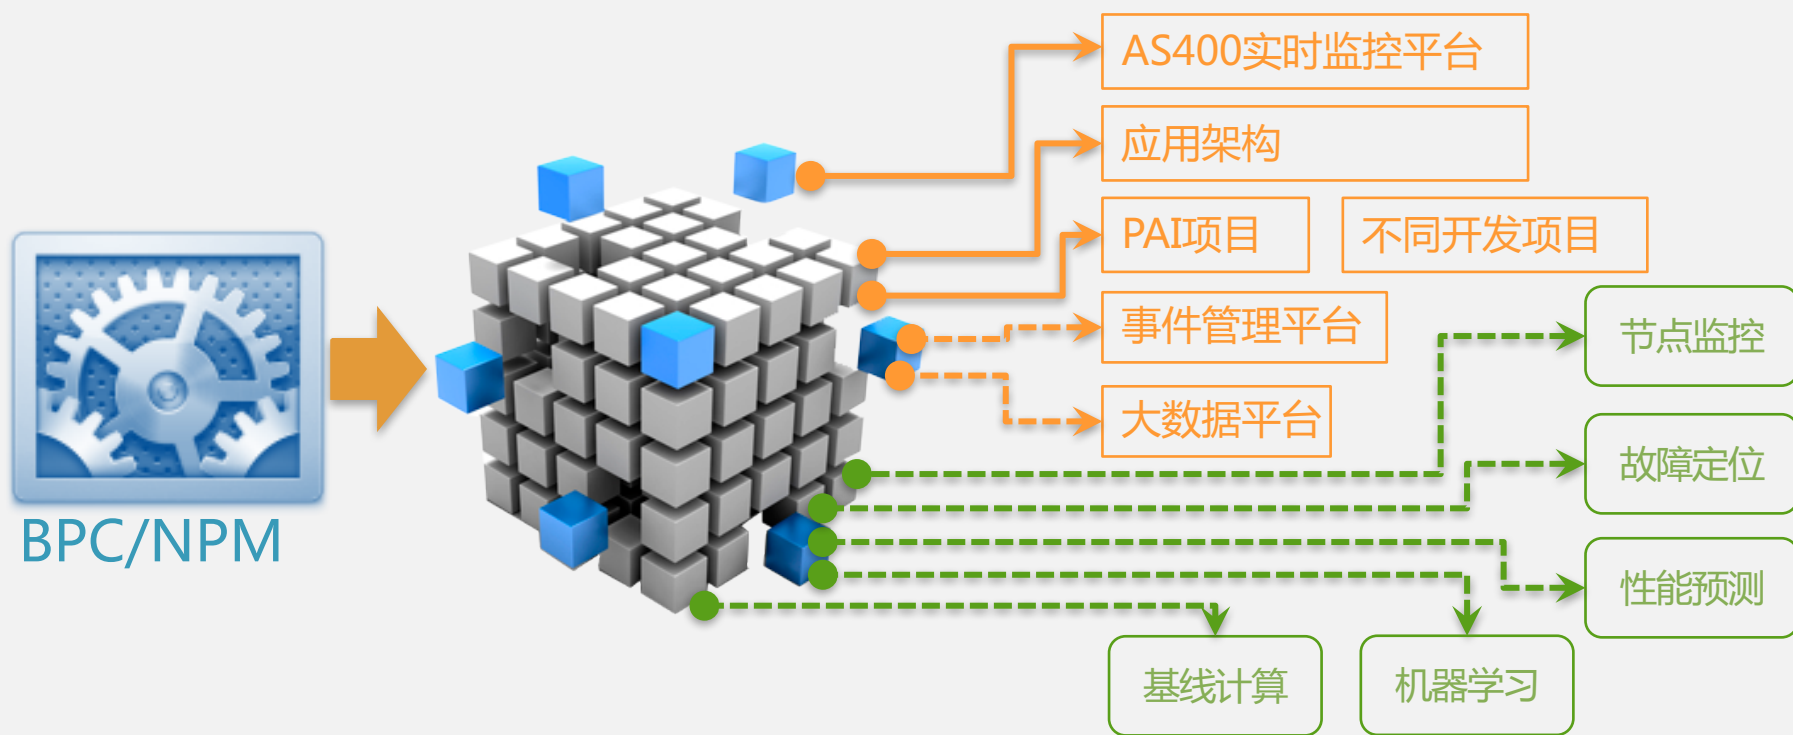 AS400实时监控平台
应用架构
PAI项目
不同开发项目
事件管理平台
大数据平台
节点监控
故障定位
性能预测
基线计算
机器学习
BPC/NPM